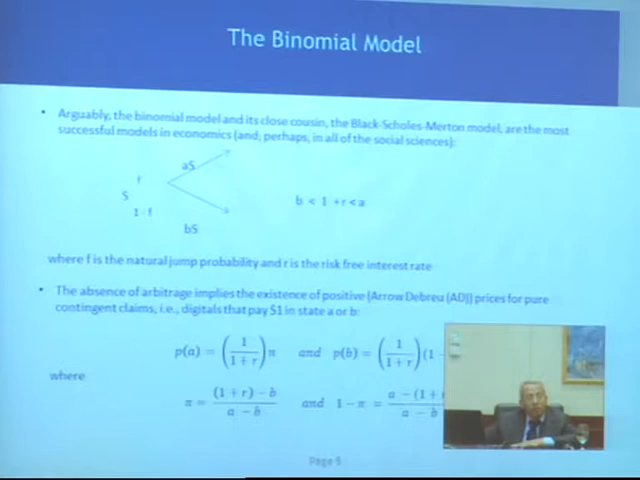 The Binomial Model
• Arguably, the binomial model and its close cousin, the Black-Scholes-Merton model, are the most
successful models in economics (and, perhaps, in all of the social sciences):
aS
f
S
b < 1 + r < a
1 - f
bS
where f is the natural jump probability and r is the risk free interest rate
• The absence of arbitrage implies the existence of positive (Arrow Debreu (AD)) prices for pure
contingent claims, i.e., digitals that pay $1 in state a or b:
p(a) = (1/(1 + r)) π and p(b) = (1/(1 + r)) (1 -
where
π = ((1 + r) - b)/(a - b) and 1 - π = (a - (1 +)/(a - b
Page 5